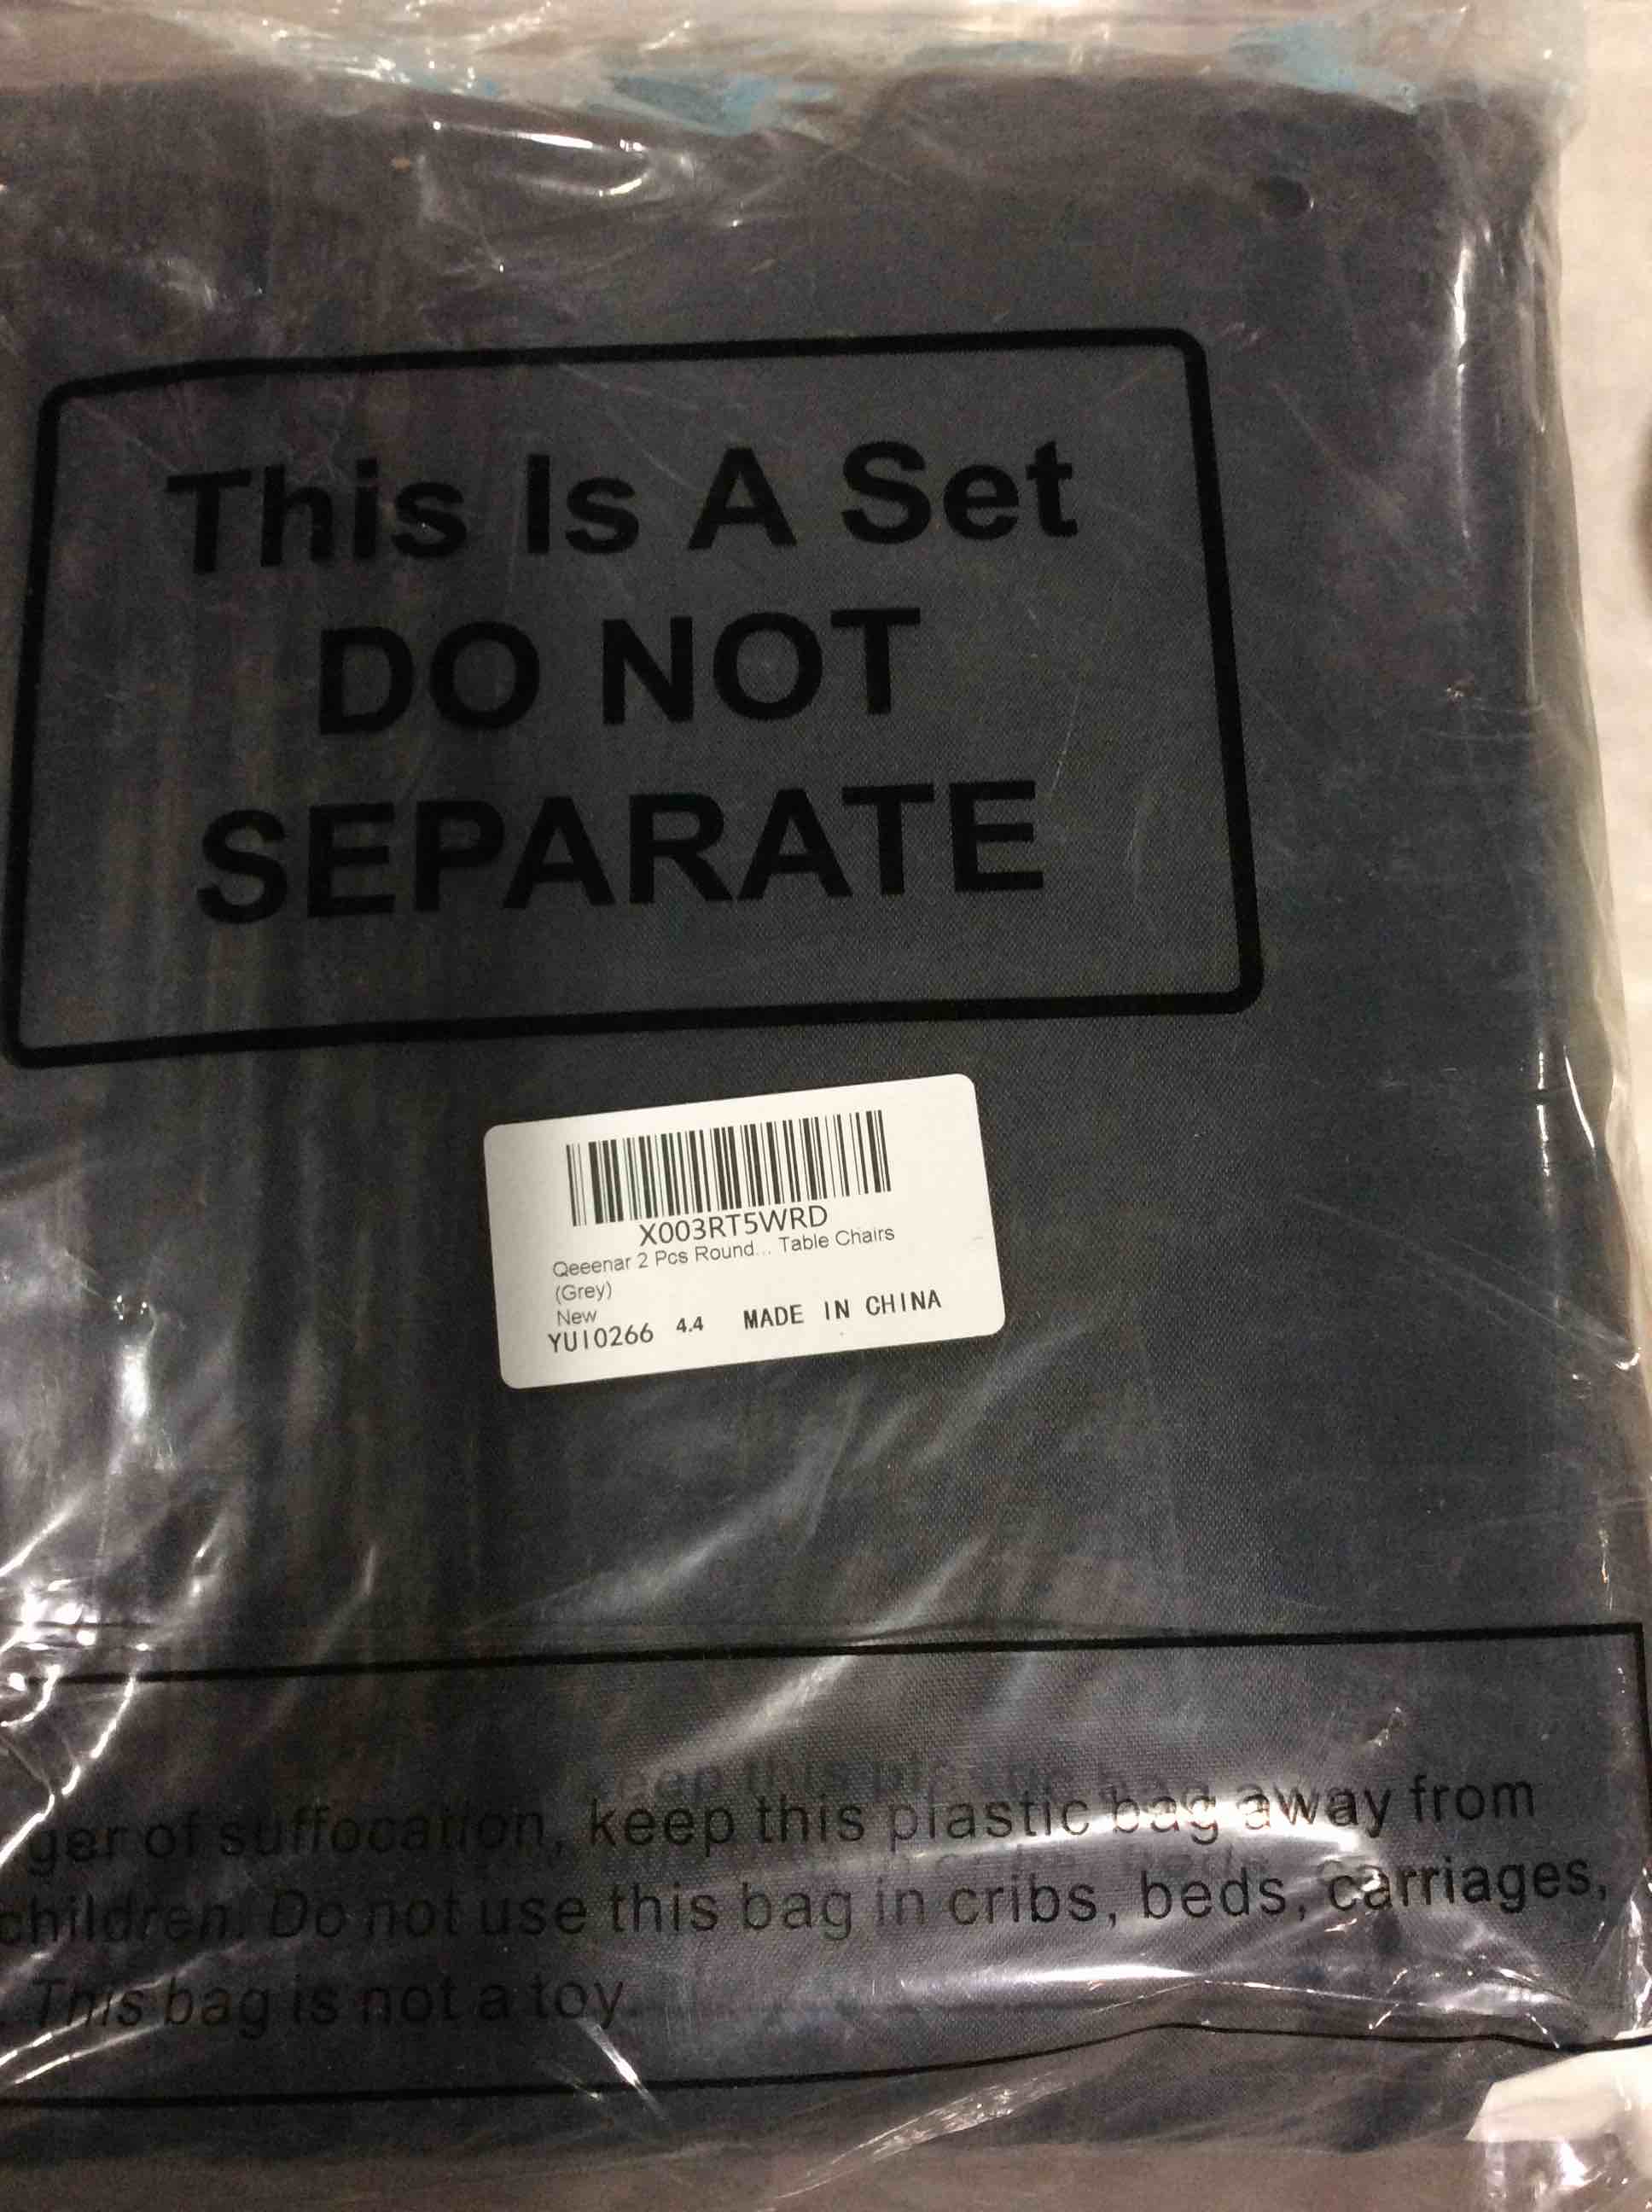 This Is A Set
DO NOT
SEPARATE
X003RT5WRD
Qeeenar 2 Pcs Round... Table Chairs
(Grey)
New
YUI0266 4.4 MADE IN CHINA
ger of suffocation, keep this plastic bag away from
children. Do not use this bag in cribs, beds, carriages,
This bag is not a toy.